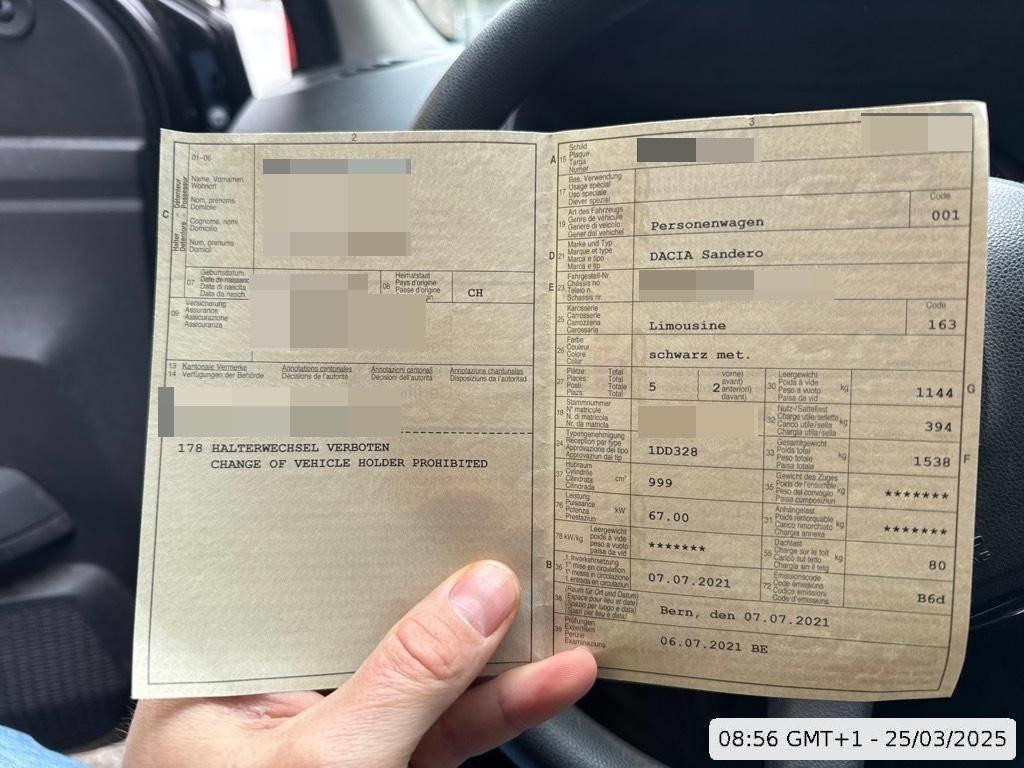 2
01-06
C
Halter Détenteur
Detentore Possessur
Name, Vornamen
Wohnort
Nom, prénoms
Domicile
Cognome, nomi
Domicilio
Num, prenums
Domicil
07
Geburtsdatum
Date de naissance
Data di nascita
Data da nasch.
08
Heimatstaat
Pays d'origine
Paese d'origine
CH
09
Versicherung
Assurance
Assicurazione
Assicuranza
13 Kantonale Vermerke Annotations cantonales Annotazioni cantonali Annotaziuns chantunalas
14 Verfügungen der Behörde Décisions de l'autorité Decisioni dell'autorità Disposiziuns da l'autoritad
178 HALTERWECHSEL VERBOTEN
CHANGE OF VEHICLE HOLDER PROHIBITED
3
A 15
Schild
Plaque
Targa
Numer
17
Bes. Verwendung
Usage spécial
Uso speciale
Diever spezial
19
Art des Fahrzeugs
Genre de véhicule
Genere di veicolo
Gener dal vehichel
Personenwagen
Code
001
D 21
Marke und Typ
Marque et type
Marca e tipo
Marca e tip
DACIA Sandero
E 23
Fahrgestell-Nr.
Châssis no
Telaio n.
Schassis nr.
25
Karosserie
Carrosserie
Carrozzeria
Carossaria
Limousine
Code
163
26
Farbe
Couleur
Colore
Colur
schwarz met.
27
Plätze: Total
Places: Total
Posti: Totale
Plazs: Total
5
vorne)
avant)
anteriori)
davant)
2
30
Leergewicht
Poids à vide
Peso a vuoto
Paisa da vid
kg
1144
G
18
Stammnummer
N° matricule
N. di matricola
Nr. da matricla
32
Nutz-/Sattellast
Charge utile/sellette
Carico utile/sella
Chargia utila/sella
kg
394
24
Typengenehmigung
Réception par type
Approvazione del tipo
Approvaziun dal tip
1DD328
33
Gesamtgewicht
Poids total
Peso totale
Paisa totala
kg
1538
F
37
Hubraum
Cylindrée
Cilindrata
Cilindrada
cm³
999
35
Gewicht des Zuges
Poids de l'ensemble
Peso del convoglio
Paisa cumposiziun
kg
*******
76
Leistung
Puissance
Potenza
Prestaziun
kW
67.00
31
Anhängelast
Poids remorquable
Carico rimorchiato
Chargia annexa
kg
*******
78 kW/kg
Leergewicht
poids à vide
peso a vuoto
paisa da vid
*******
55
Dachlast
Charge sur le toit
Carico sul tetto
Chargia sin il tetg
kg
80
B 36
1. Inverkehrsetzung
1re mise en circulation
1a messa in circolazione
1. entrada en circulaziun
07.07.2021
72
Emissionscode
Code émissions
Codice emissioni
Code d'emissiuns
B6d
38
(Raum für Ort und Datum)
(Espace pour lieu et date)
(Spazio per luogo e data)
(Spazi per lieu e data)
Bern, den 07.07.2021
39
Prüfungen
Expertises
Perizie
Examinaziuns
06.07.2021 BE
08:56 GMT+1 - 25/03/2025